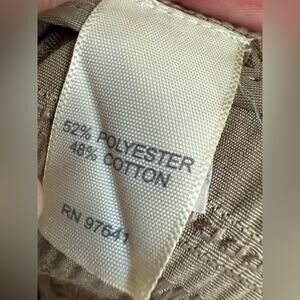 52% POLYESTER
48% COTTON
RN 97641